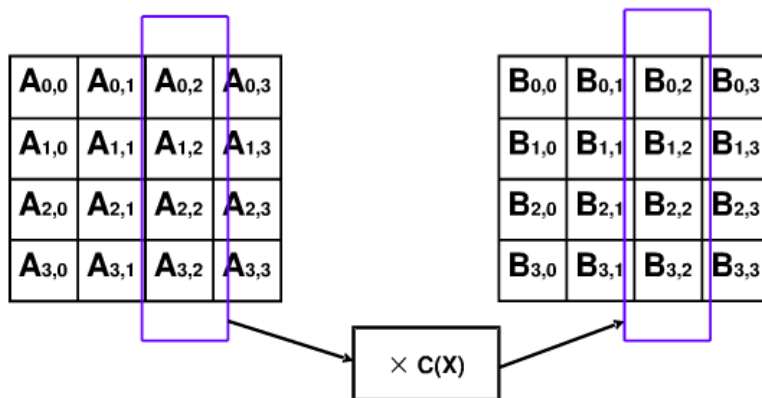 A0,0 A0,1 A0,2 A0,3 B0,0 B0,1 B0,2 B0,3
A1,0 A1,1 A1,2 A1,3 B1,0 B1,1 B1,2 B1,3
A2,0 A2,1 A2,2 A2,3 B2,0 B2,1 B2,2 B2,3
A3,0 A3,1 A3,2 A3,3 B3,0 B3,1 B3,2 B3,3
× C(X)